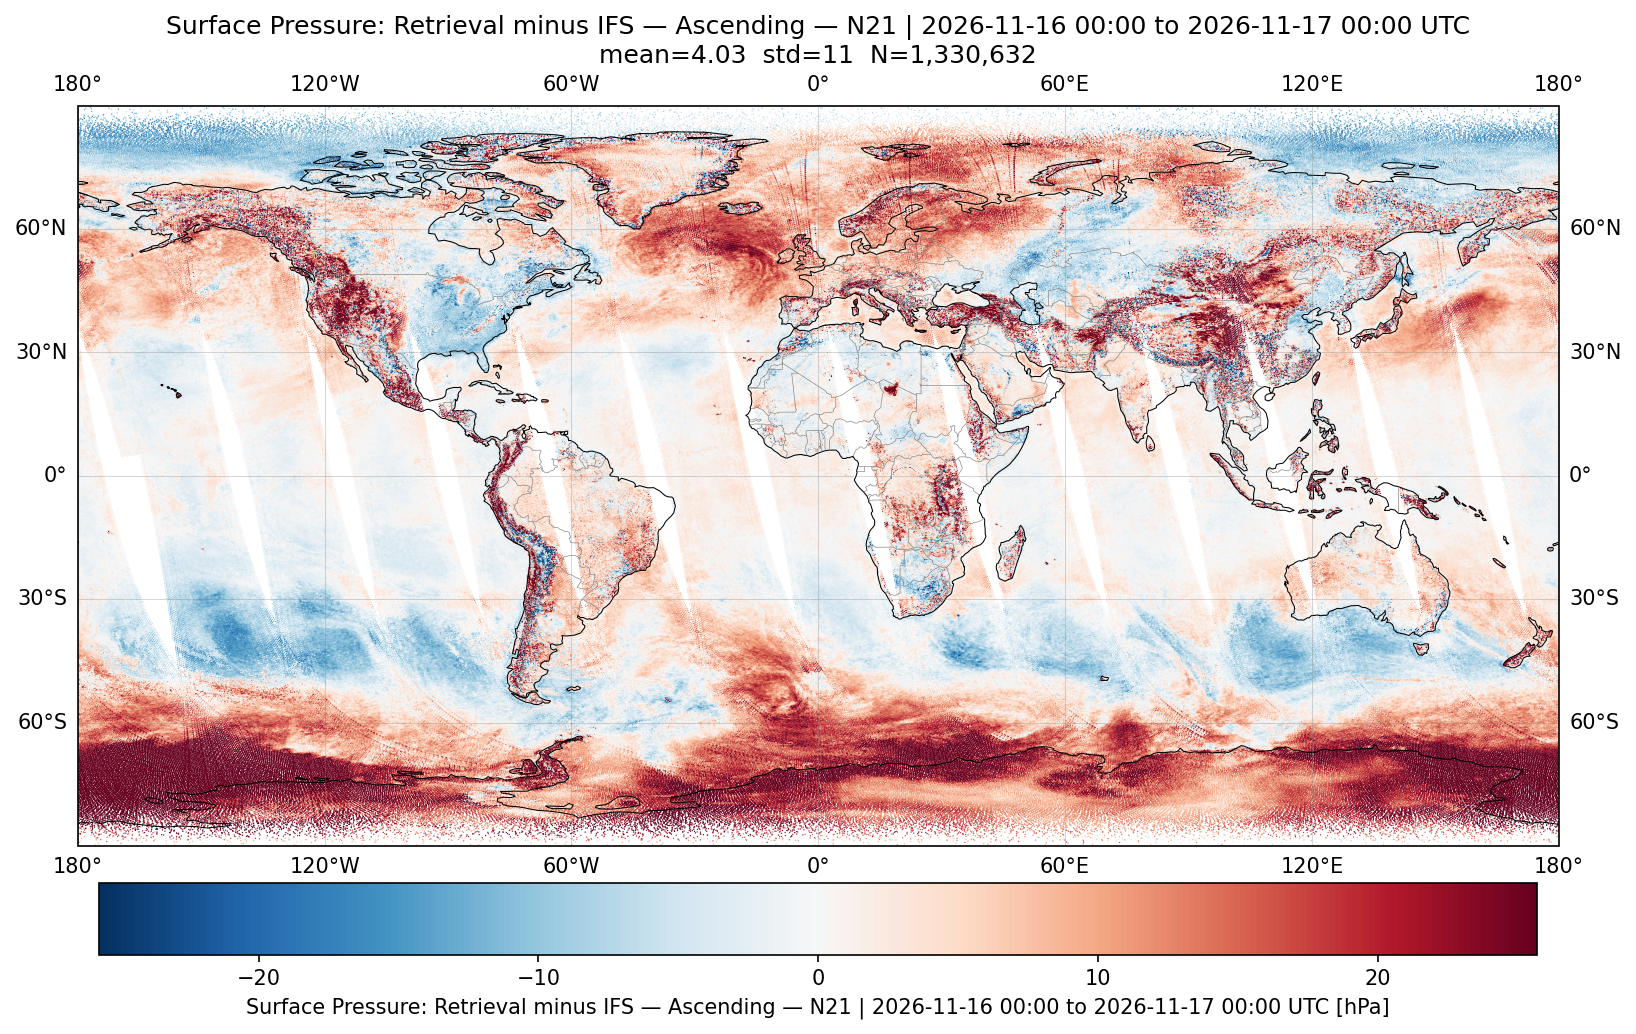 Surface Pressure: Retrieval minus IFS — Ascending — N21 | 2026-11-16 00:00 to 2026-11-17 00:00 UTC
mean=4.03 std=11 N=1,330,632
180° 120°W 60°W 0° 60°E 120°E 180°
60°N 60°N
30°N 30°N
0° 0°
30°S 30°S
60°S 60°S
180° 120°W 60°W 0° 60°E 120°E 180°
−20 −10 0 10 20
Surface Pressure: Retrieval minus IFS — Ascending — N21 | 2026-11-16 00:00 to 2026-11-17 00:00 UTC [hPa]